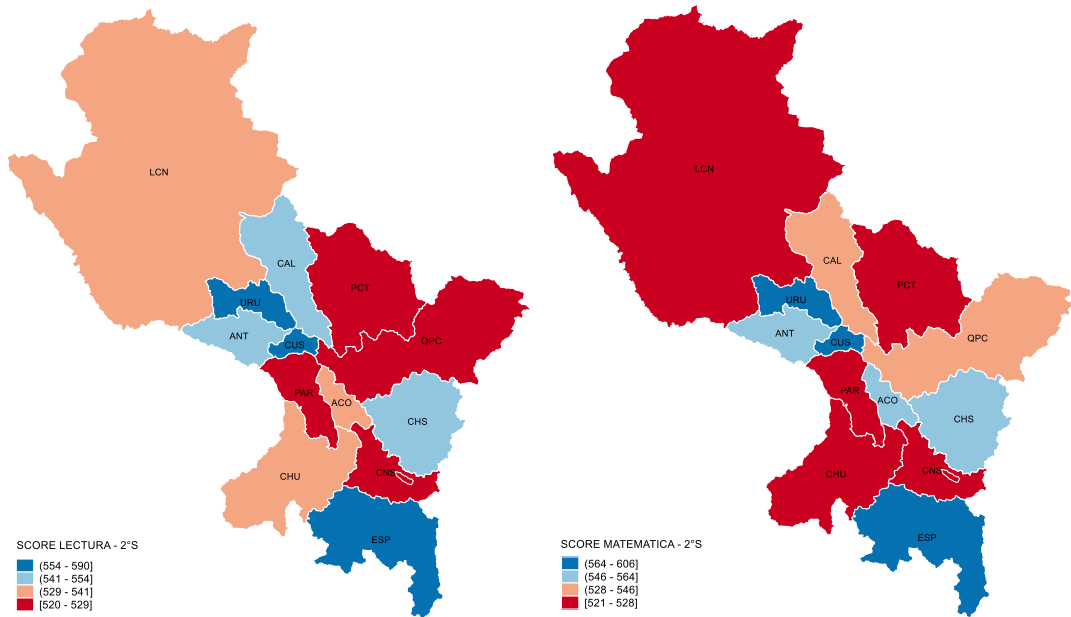 LCN
CAL
PCT
URU
ANT
CUS
QPC
PAR
ACO
CHS
CHU
CNS
ESP
SCORE LECTURA - 2°S
(554 - 590]
(541 - 554]
(529 - 541]
[520 - 529]
LCN
CAL
PCT
URU
ANT
CUS
QPC
PAR
ACO
CHS
CHU
CNS
ESP
SCORE MATEMATICA - 2°S
(564 - 606]
(546 - 564]
(528 - 546]
[521 - 528]